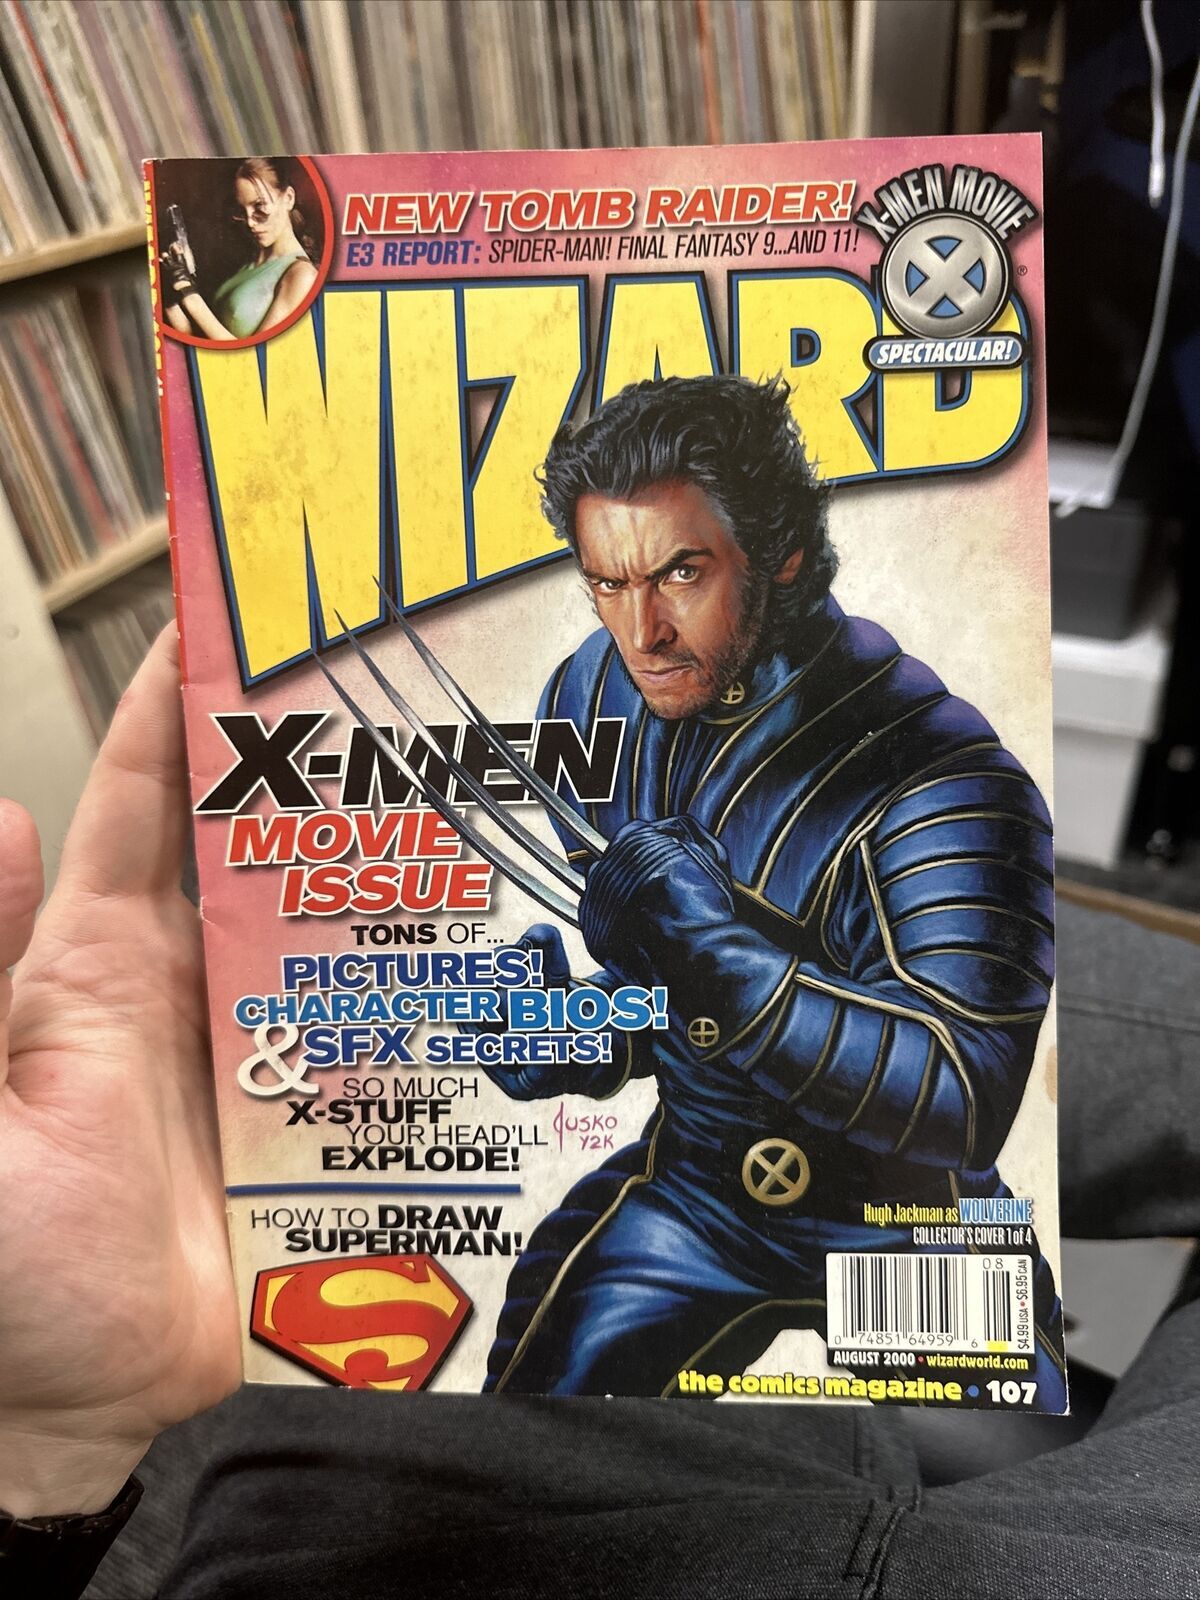 NEW TOMB RAIDER!
E3 REPORT: SPIDER-MAN! FINAL FANTASY 9...AND 11!
X-MEN MOVIE
X
SPECTACULAR!
WIZARD®
X-MEN
MOVIE
ISSUE
TONS OF...
PICTURES!
CHARACTER BIOS!
& SFX SECRETS!
SO MUCH
X-STUFF
YOUR HEAD'LL
EXPLODE!
JUSKO
Y2K
HOW TO DRAW
SUPERMAN!
S
Hugh Jackman as WOLVERINE
COLLECTOR'S COVER 1 of 4
08
0 74851 64959 6
$4.99 USA • $6.95 CAN
AUGUST 2000 • wizardworld.com
the comics magazine • 107